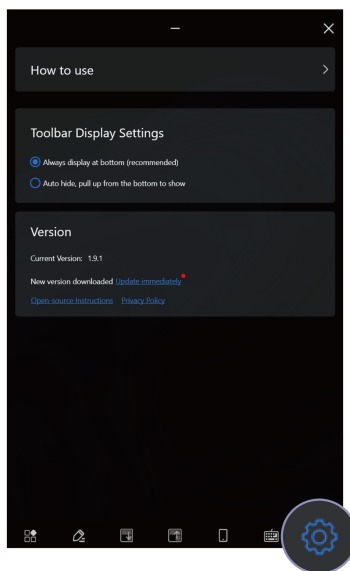 How to use
Toolbar Display Settings
Always display at bottom (recommended)
Auto hide, pull up from the bottom to show
Version
Current Version: 1.9.1
New version downloaded Update immediately
Open-source Instructions Privacy Policy